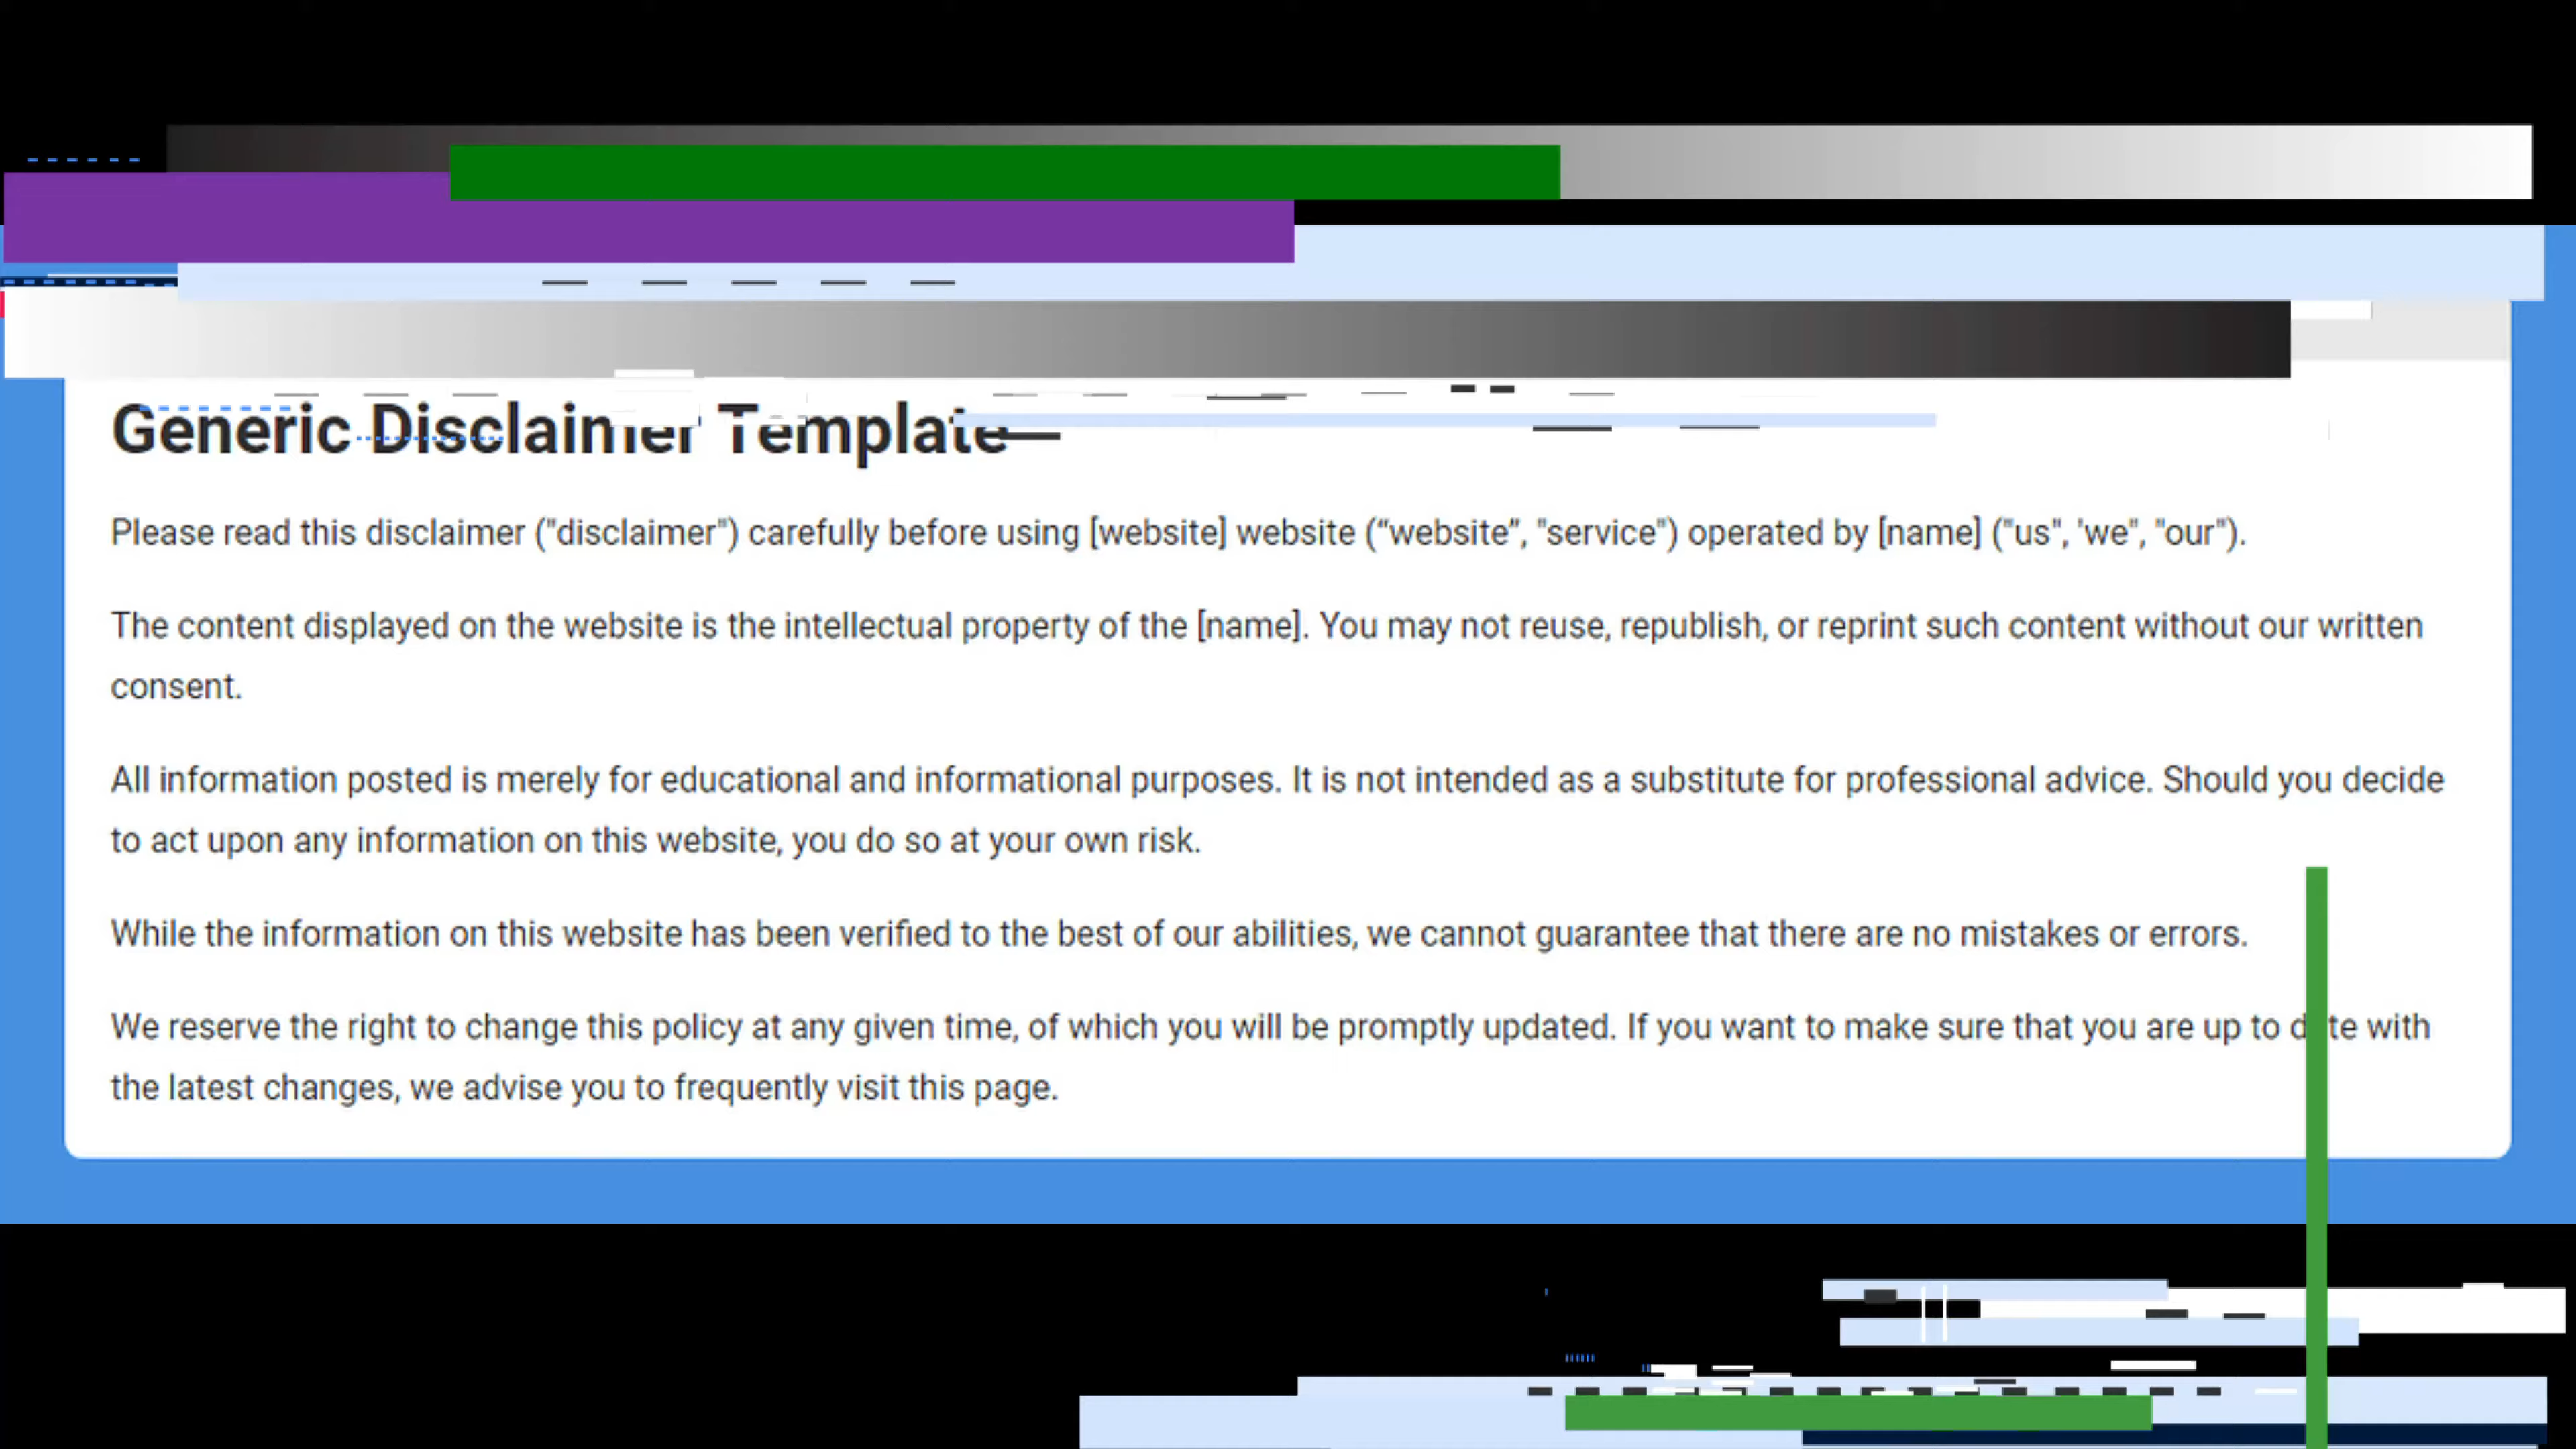 Generic Disclaimer Template
Please read this disclaimer ("disclaimer") carefully before using [website] website (“website”, "service") operated by [name] ("us", 'we", "our").
The content displayed on the website is the intellectual property of the [name]. You may not reuse, republish, or reprint such content without our written
consent.
All information posted is merely for educational and informational purposes. It is not intended as a substitute for professional advice. Should you decide
to act upon any information on this website, you do so at your own risk.
While the information on this website has been verified to the best of our abilities, we cannot guarantee that there are no mistakes or errors.
We reserve the right to change this policy at any given time, of which you will be promptly updated. If you want to make sure that you are up to date with
the latest changes, we advise you to frequently visit this page.